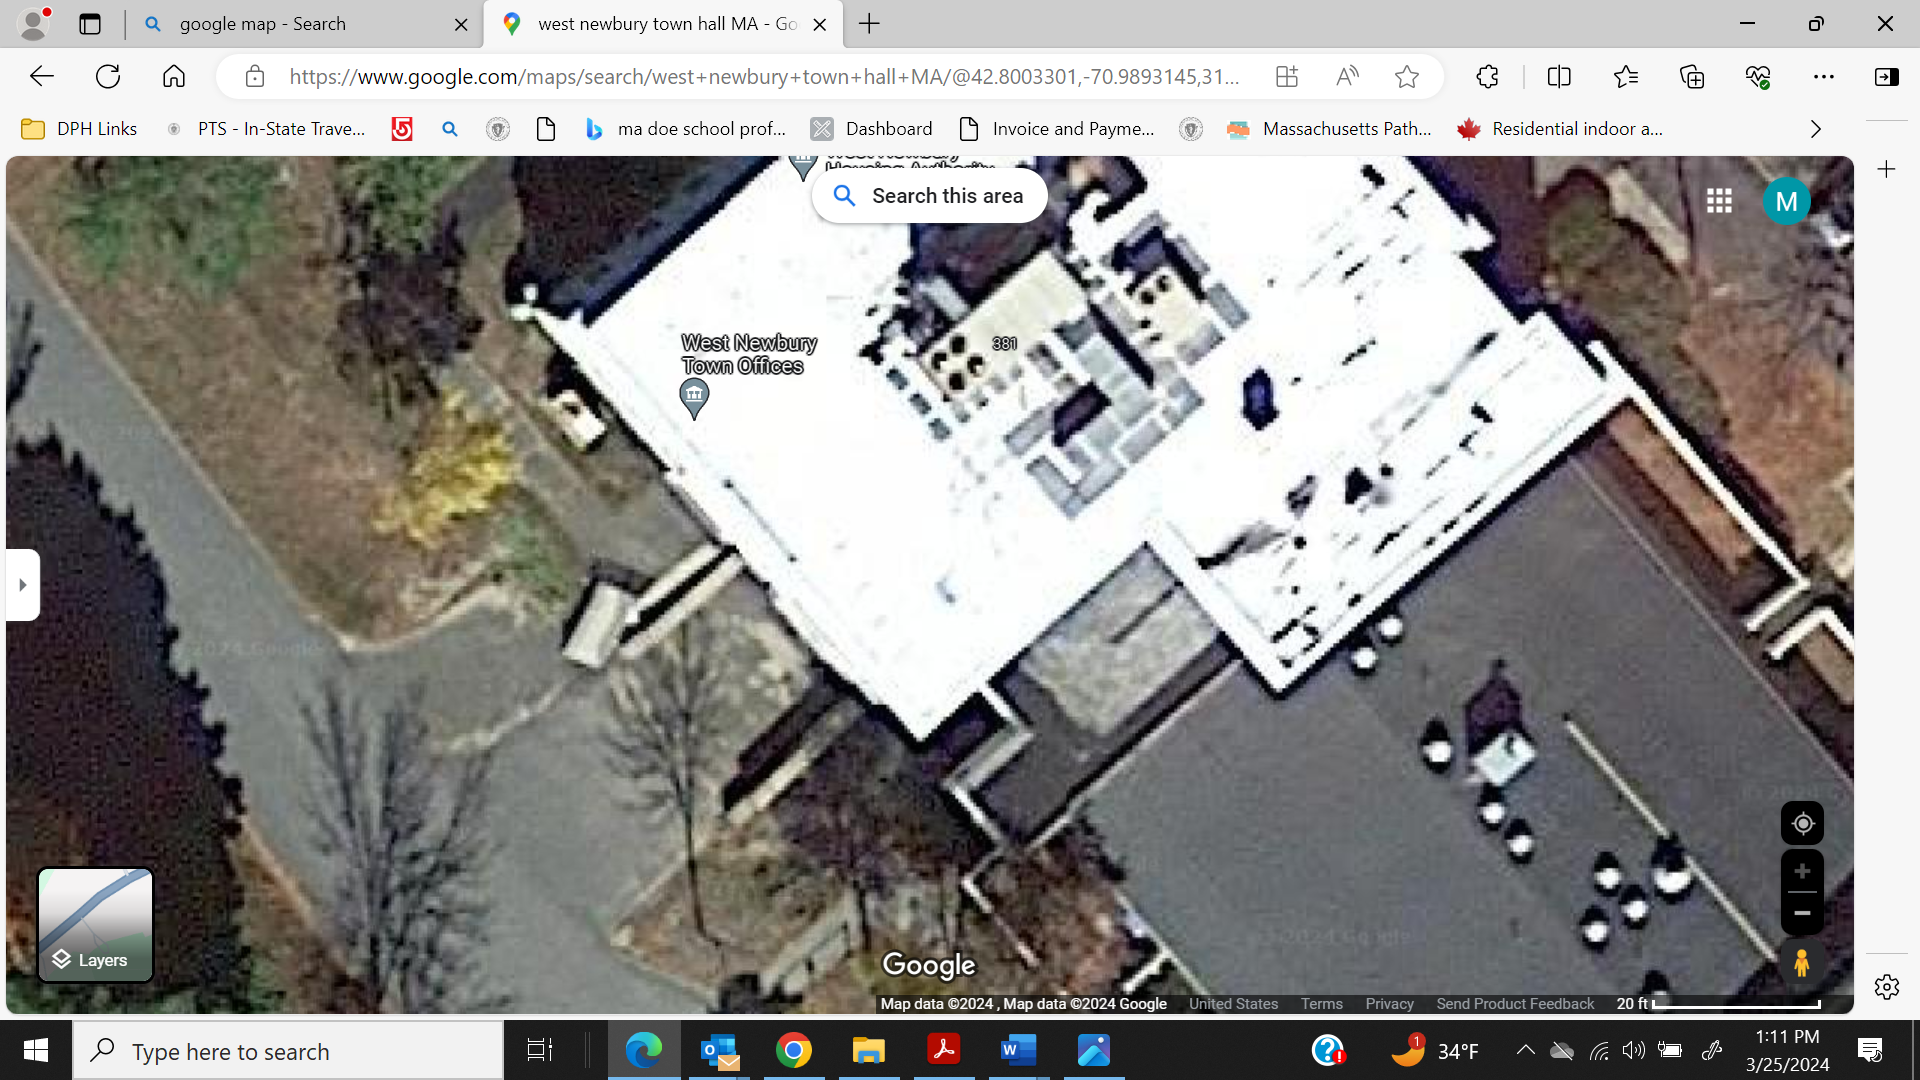 google map - Search
west newbury town hall MA - Go
https://www.google.com/maps/search/west+newbury+town+hall+MA/@42.8003301,-70.9893145,31...
DPH Links
PTS - In-State Trave...
ma doe school prof...
Dashboard
Invoice and Payme...
Massachusetts Path...
Residential indoor a...
Search this area
M
West Newbury
Town Offices
381
Layers
Google
Map data ©2024 , Map data ©2024 Google
United States
Terms
Privacy
Send Product Feedback
20 ft
Type here to search
1
34°F
1:11 PM
3/25/2024